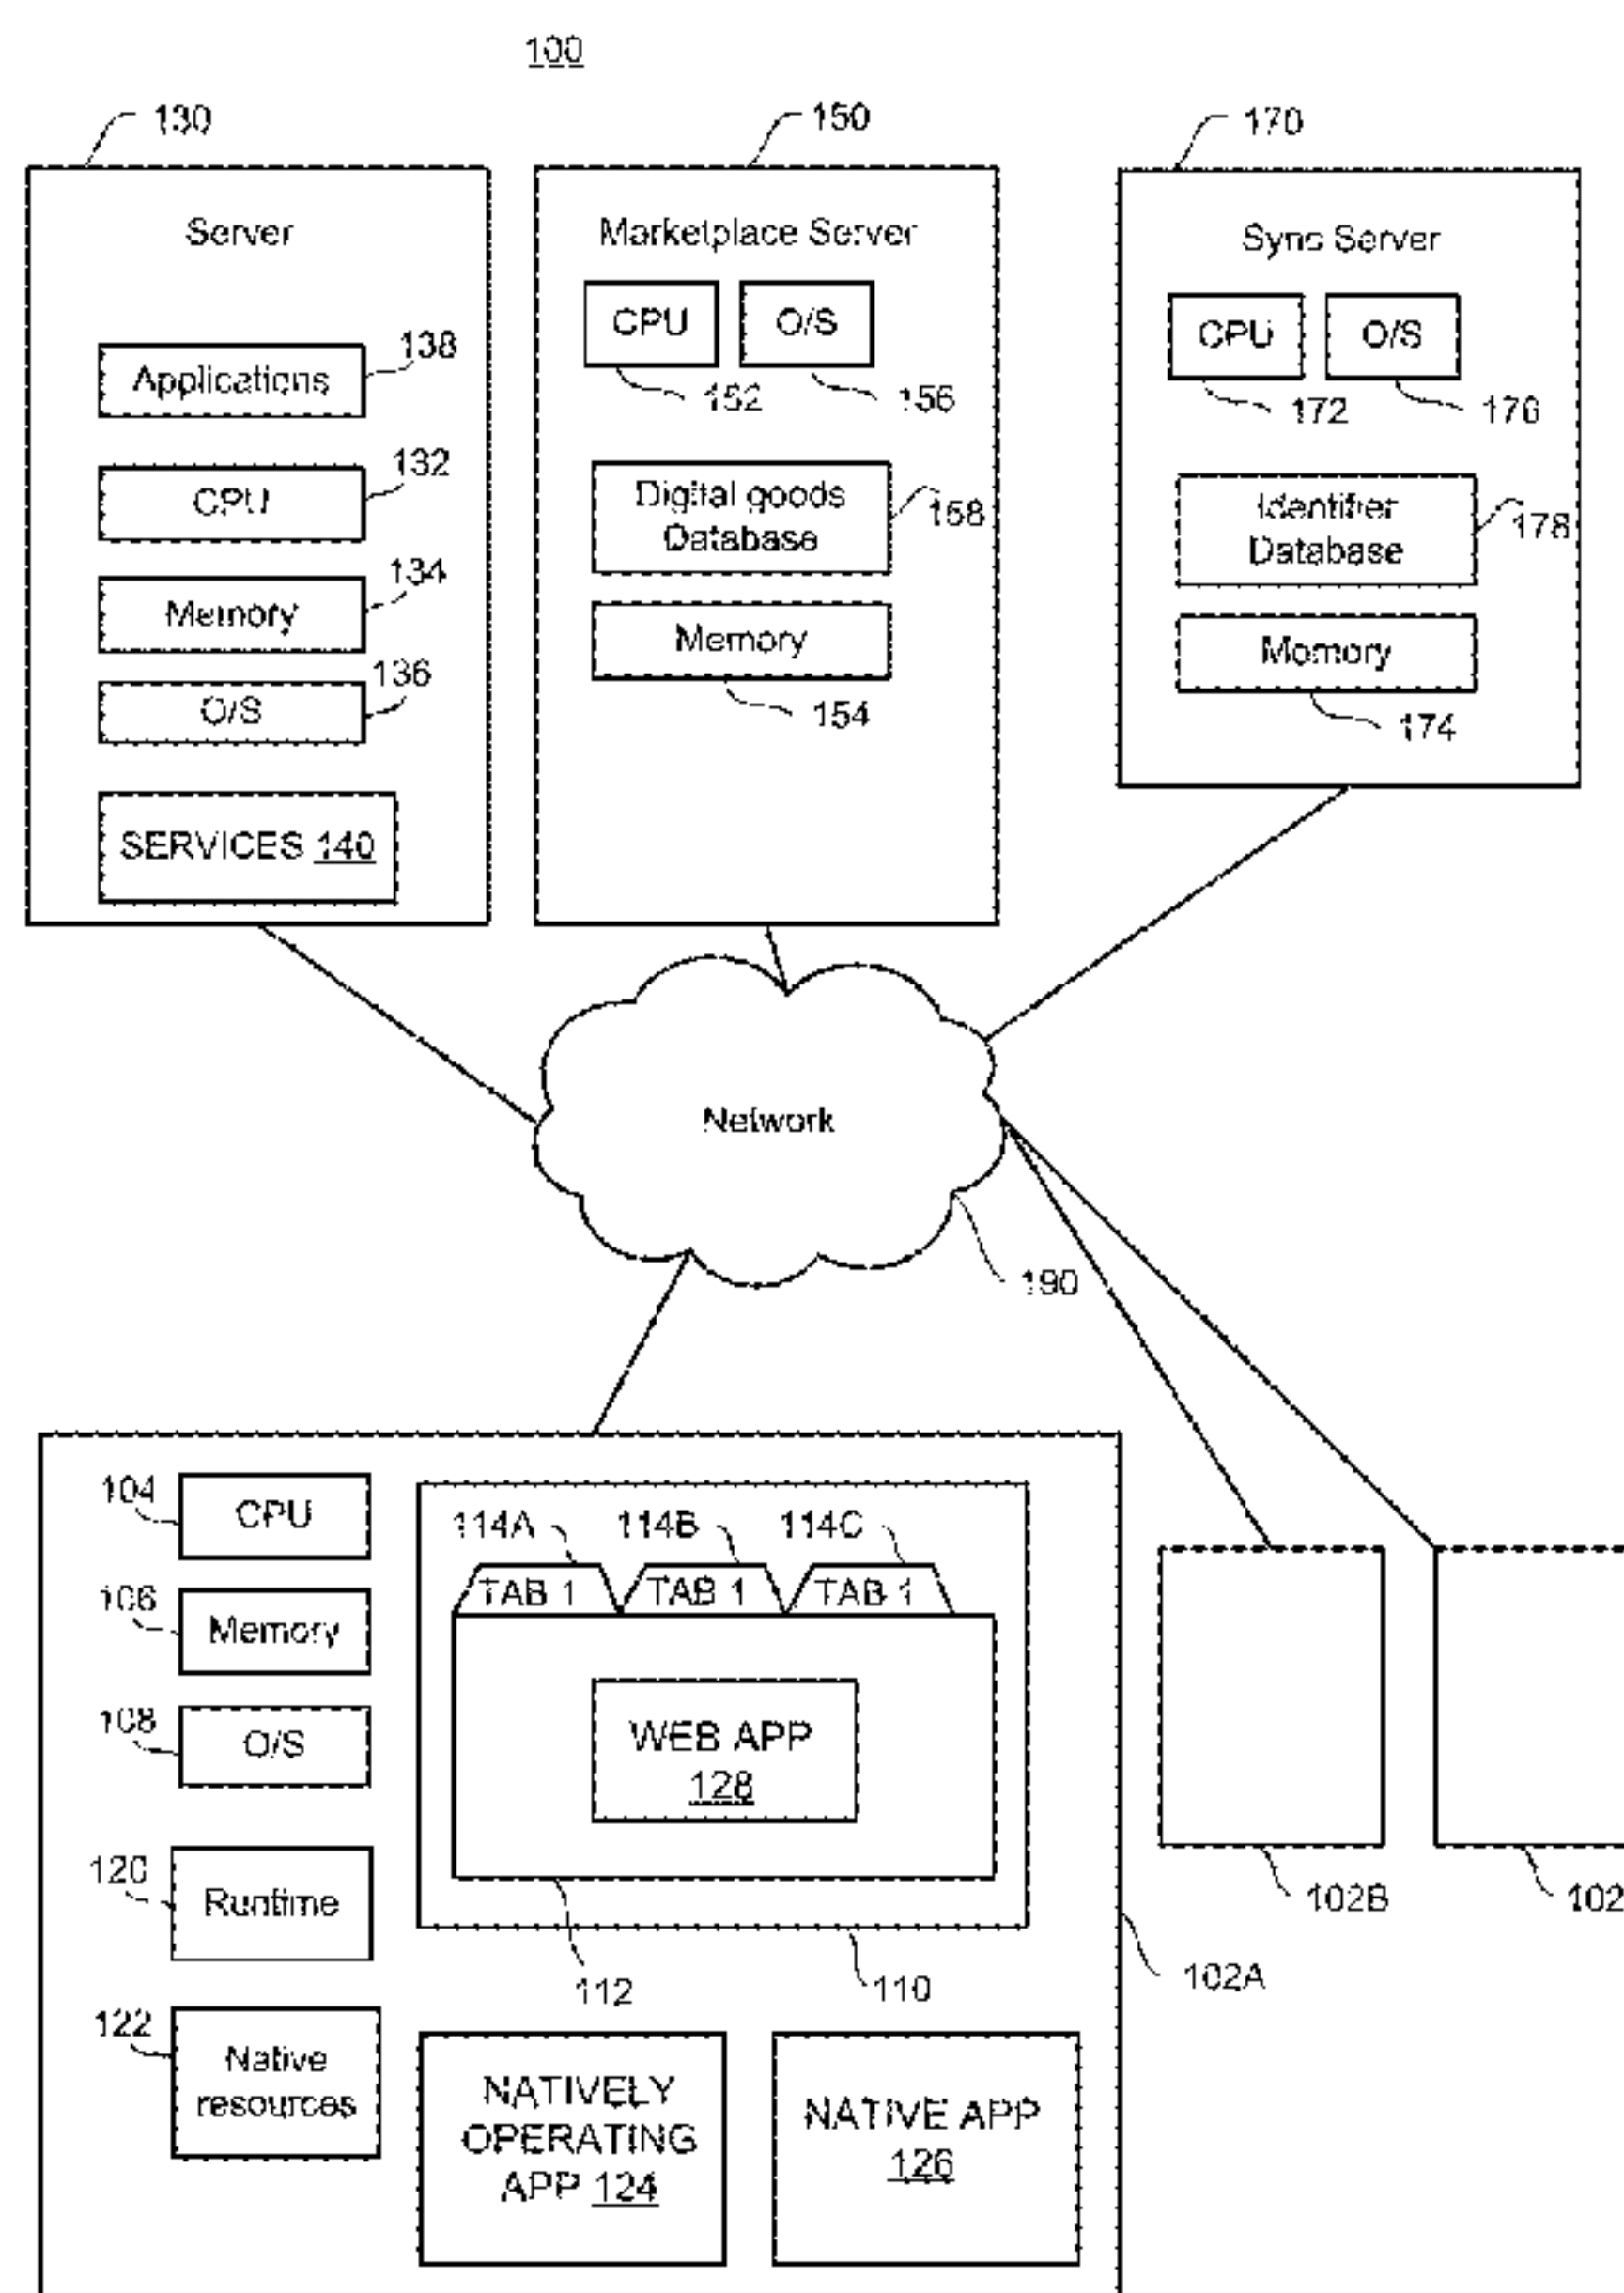 100
130
150
170
Server
Applications
138
CPU
132
Memory
134
O/S
136
SERVICES 140
Marketplace Server
CPU
O/S
152
156
Digital goods
Database
158
Memory
154
Sync Server
CPU
O/S
172
176
Identifier
Database
178
Memory
174
Network
190
104
CPU
106
Memory
108
O/S
120
Runtime
122
Native
resources
114A
114B
114C
TAB 1
TAB 1
TAB 1
WEB APP
128
112
110
102A
102B
102
NATIVELY
OPERATING
APP 124
NATIVE APP
126